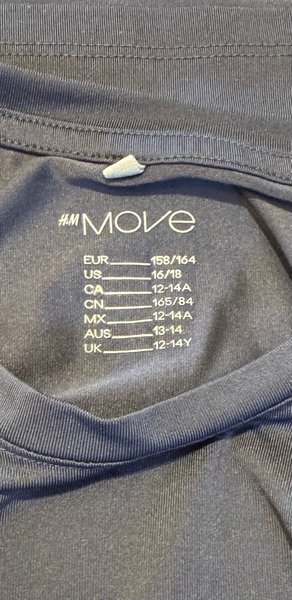 H&M MOVE
EUR 158/164
US 16/18
CA 12-14A
CN 165/84
MX 12-14A
AUS 13-14
UK 12-14Y